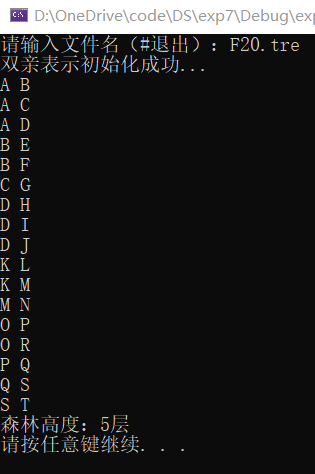 D:\OneDrive\code\DS\exp7\Debug\exp
请输入文件名（#退出）：F20.tre
双亲表示初始化成功...
A B
A C
A D
B E
B F
C G
D H
D I
D J
K L
K M
M N
O P
O R
P Q
Q S
S T
森林高度：5层
请按任意键继续. . .